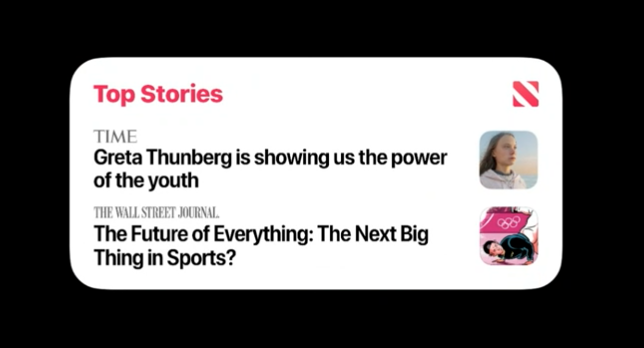 Top Stories
TIME
Greta Thunberg is showing us the power
of the youth
THE WALL STREET JOURNAL.
The Future of Everything: The Next Big
Thing in Sports?